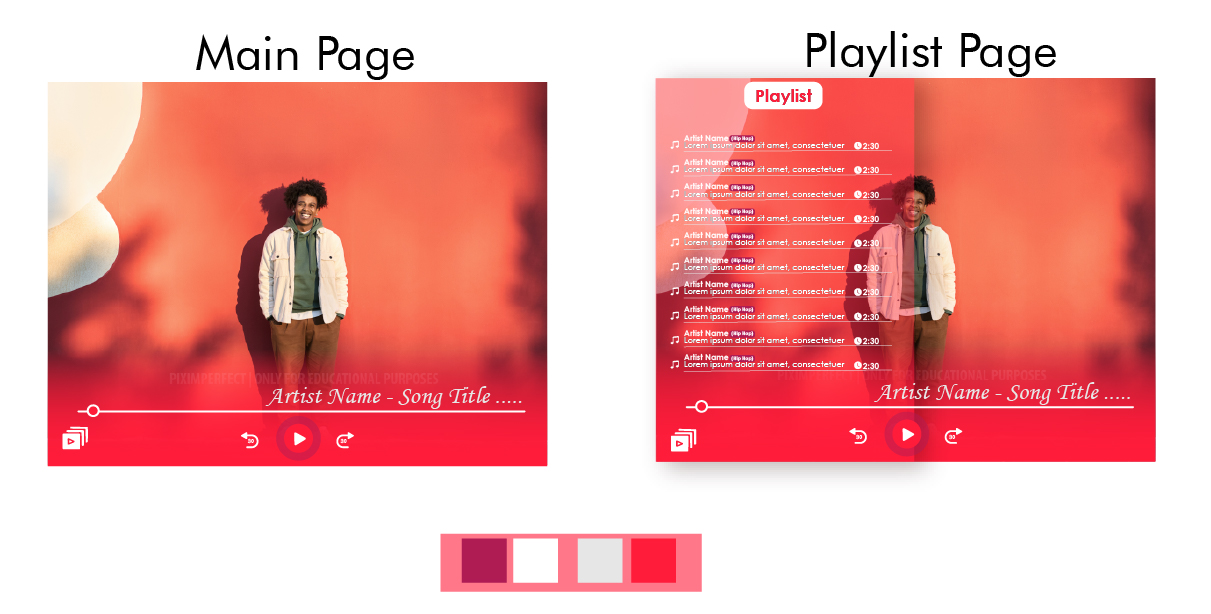 Main Page
PIXIMPERFECT | ONLY FOR EDUCATIONAL PURPOSES
Artist Name - Song Title .....
30
30
Playlist Page
Playlist
Artist Name (Hip Hop)
Lorem ipsum dolor sit amet, consectetuer 2:30
Artist Name (Hip Hop)
Lorem ipsum dolor sit amet, consectetuer 2:30
Artist Name (Hip Hop)
Lorem ipsum dolor sit amet, consectetuer 2:30
Artist Name (Hip Hop)
Lorem ipsum dolor sit amet, consectetuer 2:30
Artist Name (Hip Hop)
Lorem ipsum dolor sit amet, consectetuer 2:30
Artist Name (Hip Hop)
Lorem ipsum dolor sit amet, consectetuer 2:30
Artist Name (Hip Hop)
Lorem ipsum dolor sit amet, consectetuer 2:30
Artist Name (Hip Hop)
Lorem ipsum dolor sit amet, consectetuer 2:30
Artist Name (Hip Hop)
Lorem ipsum dolor sit amet, consectetuer 2:30
Artist Name (Hip Hop)
Lorem ipsum dolor sit amet, consectetuer 2:30
FOR EDUCATIONAL PURPOSES
Artist Name - Song Title .....
30
30